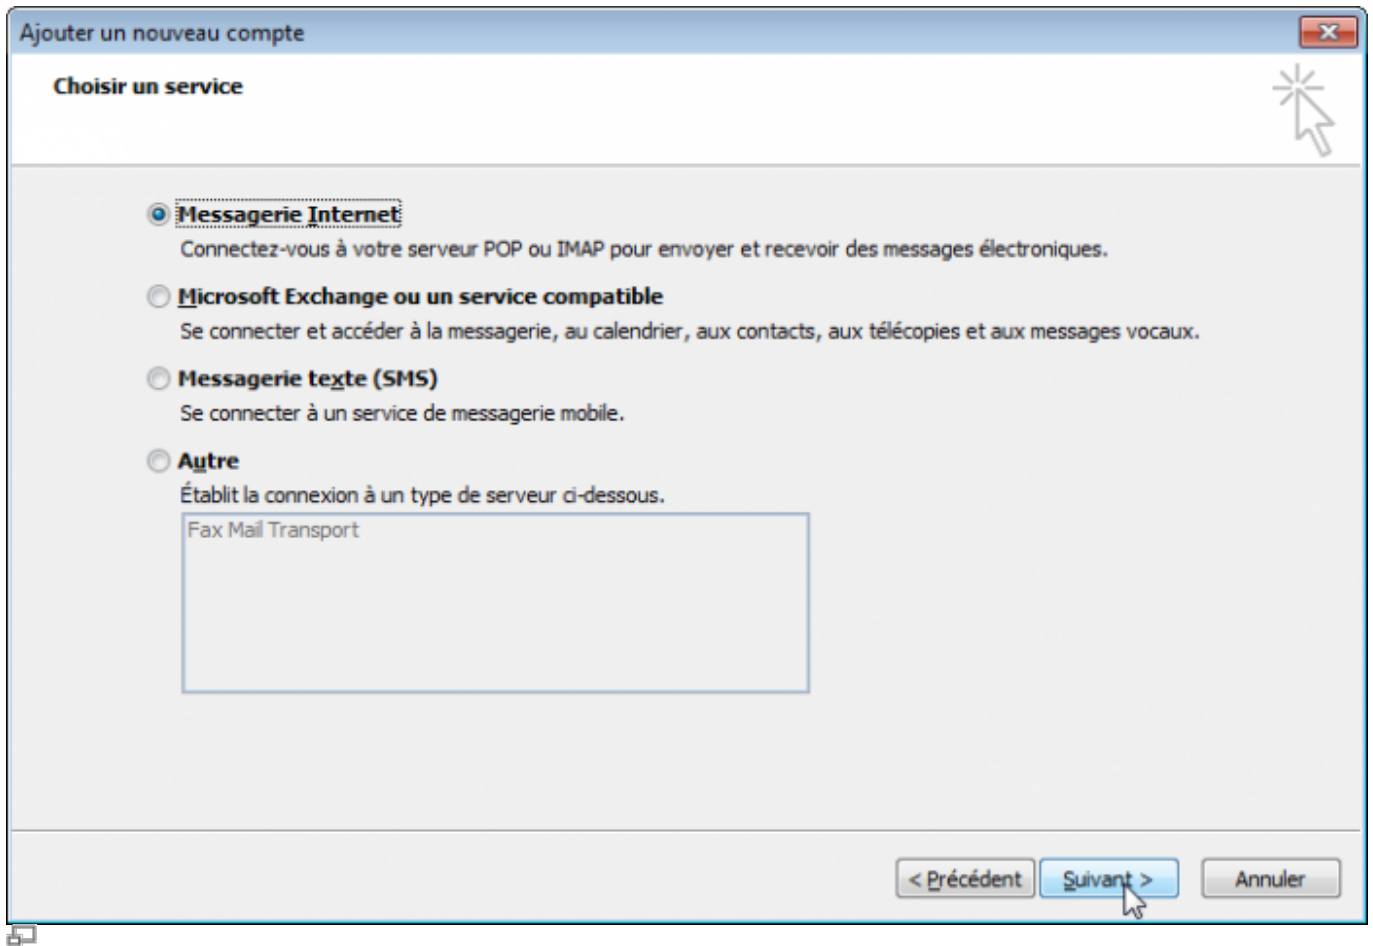 Ajouter un nouveau compte
Choisir un service
Messagerie Internet
Connectez-vous à votre serveur POP ou IMAP pour envoyer et recevoir des messages électroniques.
Microsoft Exchange ou un service compatible
Se connecter et accéder à la messagerie, au calendrier, aux contacts, aux télécopies et aux messages vocaux.
Messagerie texte (SMS)
Se connecter à un service de messagerie mobile.
Autre
Établit la connexion à un type de serveur ci-dessous.
Fax Mail Transport
< Précédent Suivant > Annuler